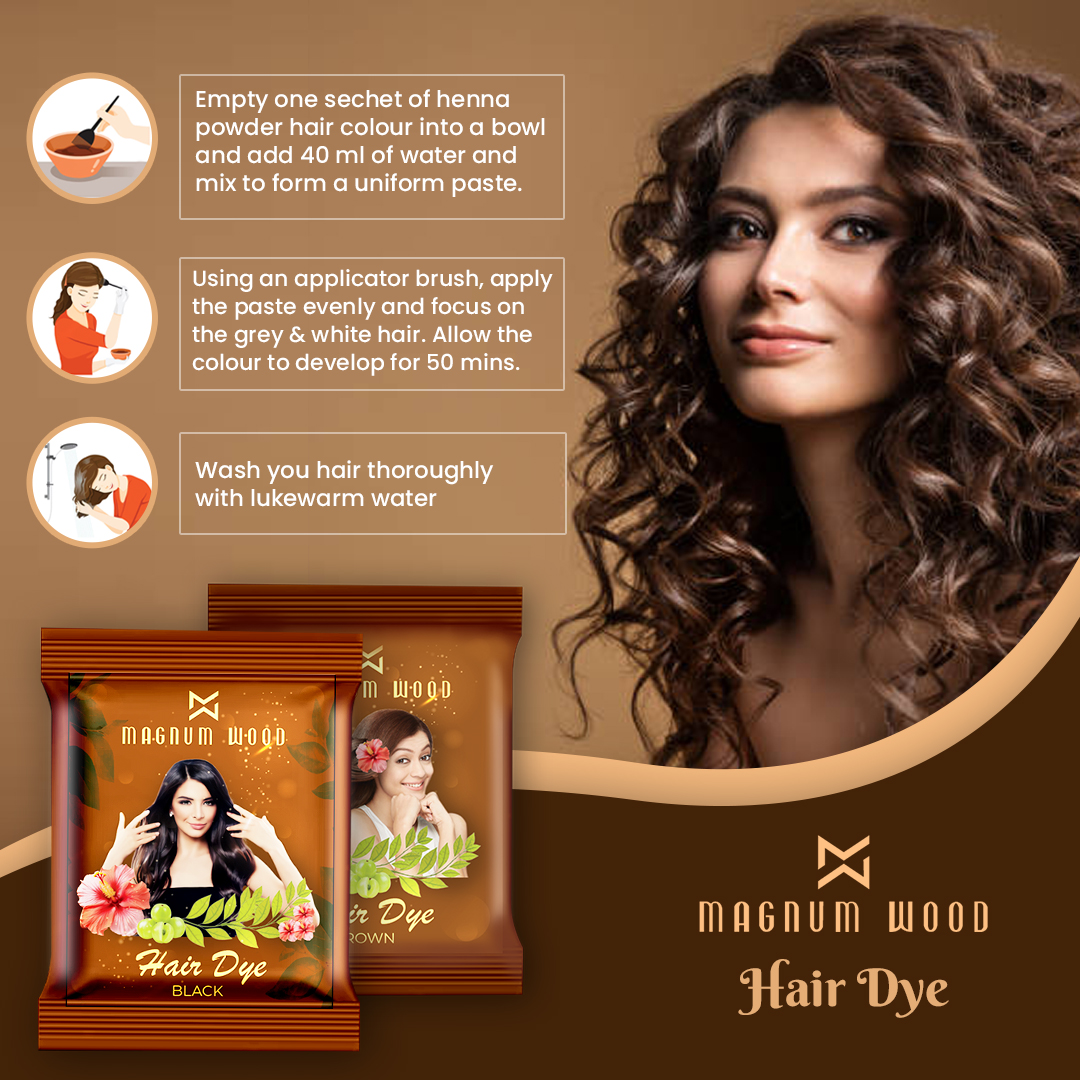 Empty one sechet of henna
powder hair colour into a bowl
and add 40 ml of water and
mix to form a uniform paste.
Using an applicator brush, apply
the paste evenly and focus on
the grey & white hair. Allow the
colour to develop for 50 mins.
Wash you hair thoroughly
with lukewarm water
M WOOD
ir Dye
ROWN
MAGNUM WOOD
Hair Dye
BLACK
MAGNUM WOOD
Hair Dye